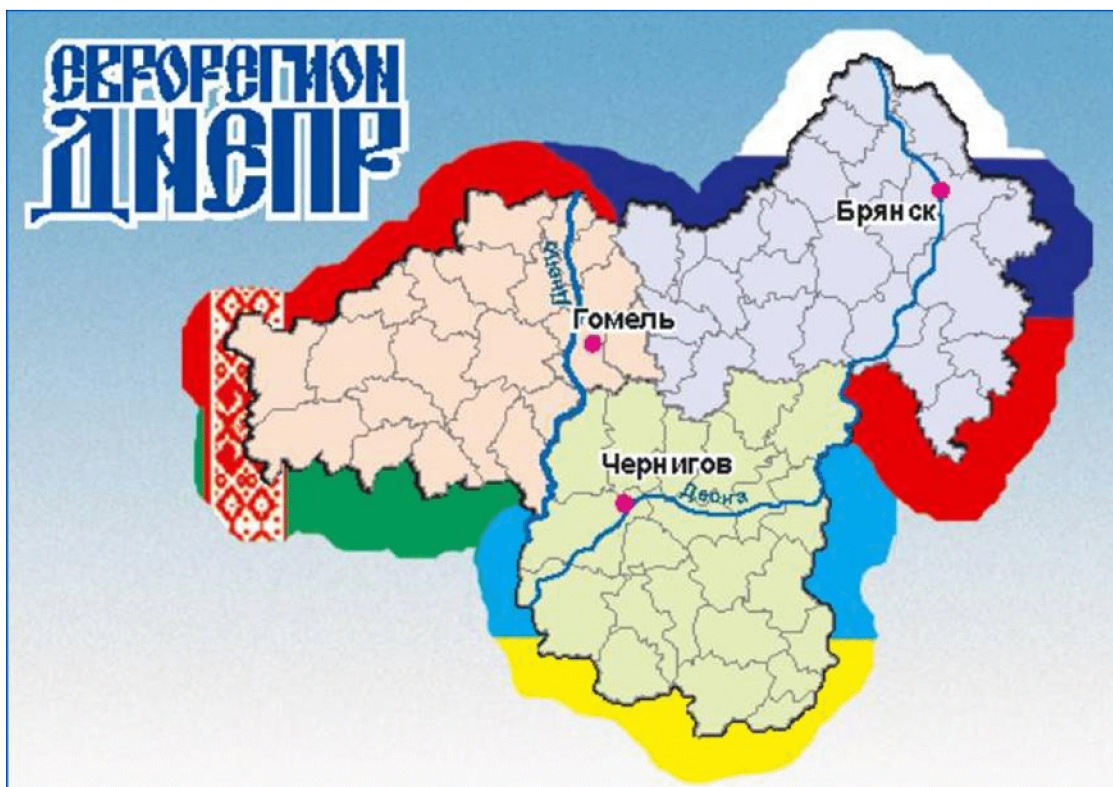 ЕВРОРЕГИОН
ДНЕПР
Брянск
Днепр
Гомель
Чернигов
Десна